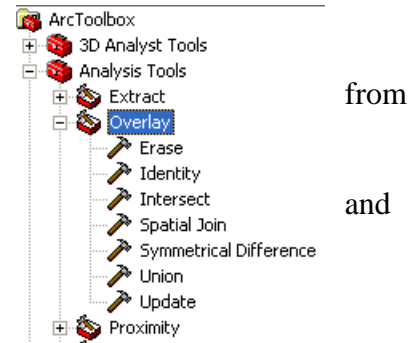 ArcToolbox
3D Analyst Tools
Analysis Tools
Extract
from
Overlay
Erase
Identity
Intersect
and
Spatial Join
Symmetrical Difference
Union
Update
Proximity